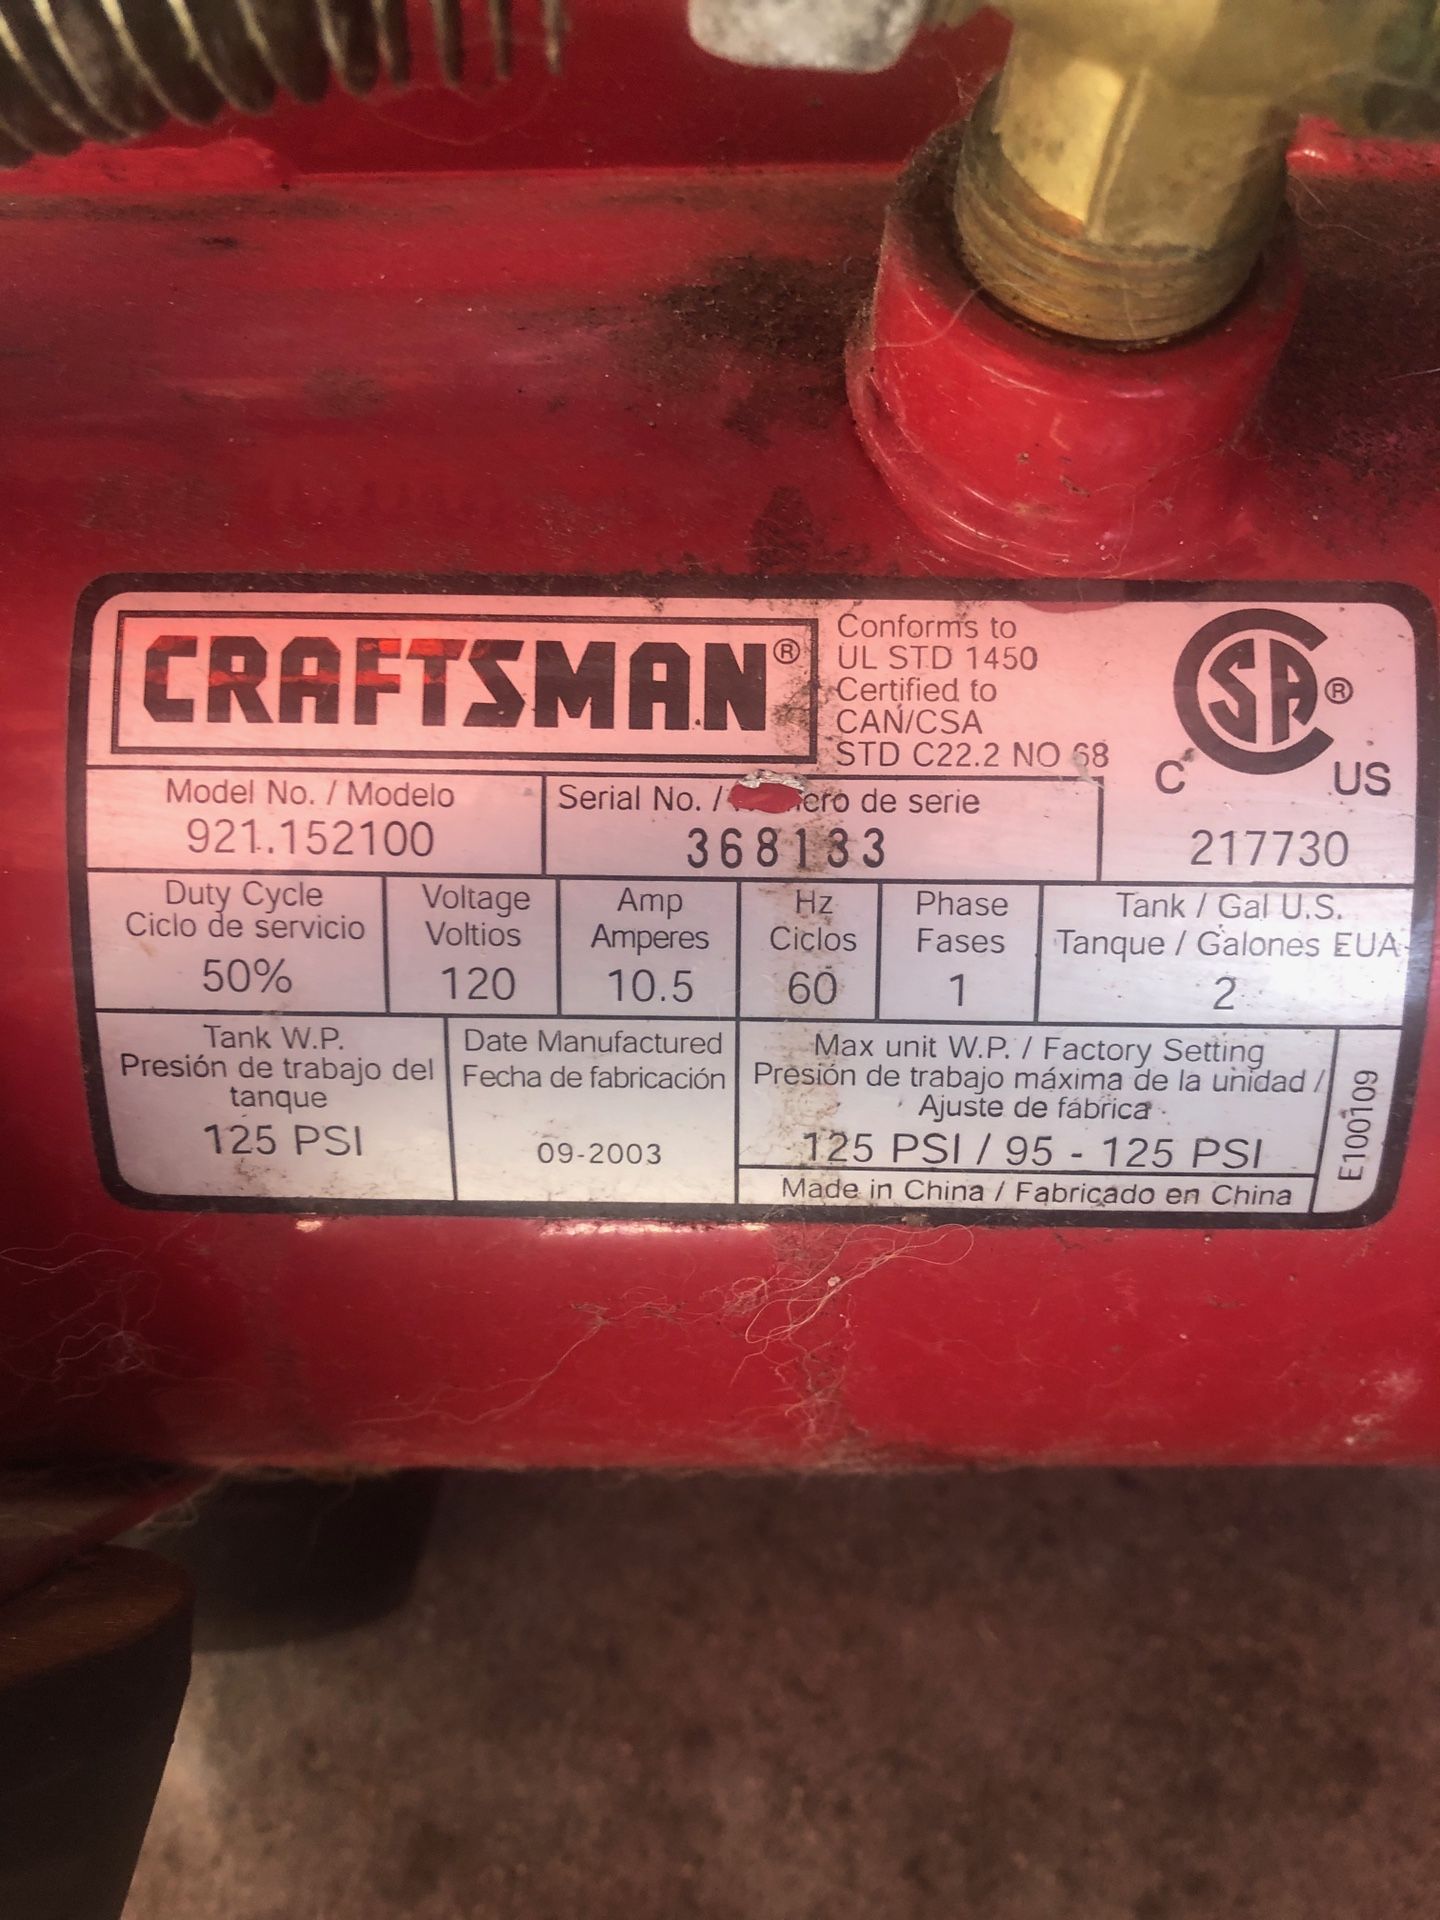 CRAFTSMAN®
Conforms to
UL STD 1450
Certified to
CAN/CSA
STD C22.2 NO 68
CSA®
C US
217730
Model No. / Modelo
921.152100
Serial No. / de serie
368133
Duty Cycle
Ciclo de servicio
50%
Voltage
Voltios
120
Amp
Amperes
10.5
Hz
Ciclos
60
Phase
Fases
1
Tank / Gal U.S.
Tanque / Galones EUA
2
Tank W.P.
Presión de trabajo del
tanque
125 PSI
Date Manufactured
Fecha de fabricación
09-2003
Max unit W.P. / Factory Setting
Presión de trabajo máxima de la unidad /
Ajuste de fábrica
125 PSI / 95 - 125 PSI
Made in China / Fabricado en China
E100109